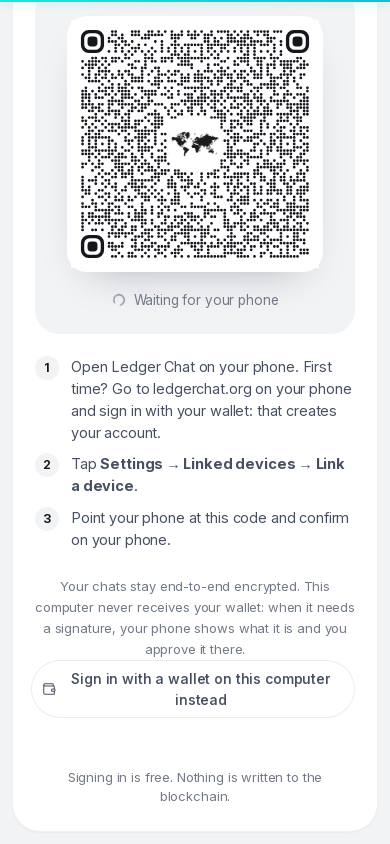 Waiting for your phone
1
Open Ledger Chat on your phone. First
time? Go to ledgerchat.org on your phone
and sign in with your wallet: that creates
your account.
2
Tap Settings → Linked devices → Link
a device.
3
Point your phone at this code and confirm
on your phone.
Your chats stay end-to-end encrypted. This
computer never receives your wallet: when it needs
a signature, your phone shows what it is and you
approve it there.
Sign in with a wallet on this computer
instead
Signing in is free. Nothing is written to the
blockchain.